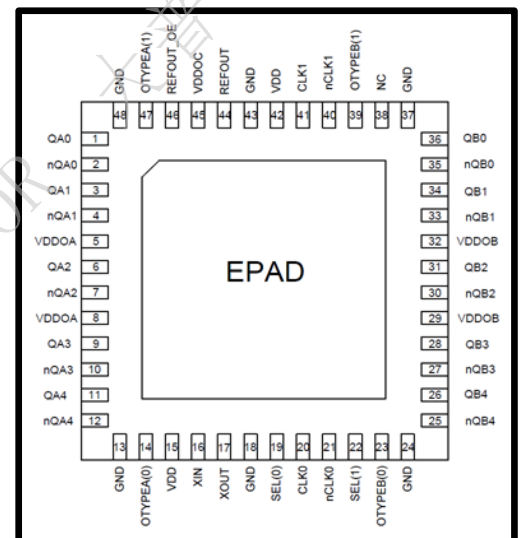 GND OTYPEA(1) REFOUT_OE VDDOC REFOUT GND VDD CLK1 nCLK1 OTYPEB(1) NC GND
48 47 46 45 44 43 42 41 40 39 38 37
QA0 1 36 QB0
nQA0 2 35 nQB0
QA1 3 34 QB1
nQA1 4 33 nQB1
VDDOA 5 32 VDDOB
QA2 6 31 QB2
nQA2 7 30 nQB2
VDDOA 8 29 VDDOB
QA3 9 28 QB3
nQA3 10 27 nQB3
QA4 11 26 QB4
nQA4 12 25 nQB4
EPAD
13 14 15 16 17 18 19 20 21 22 23 24
GND OTYPEA(0) VDD XIN XOUT GND SEL(0) CLK0 nCLK0 SEL(1) OTYPEB(0) GND